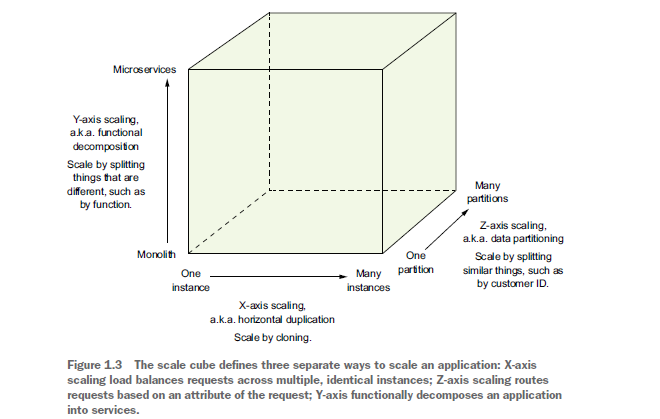 Microservices
Y-axis scaling,
a.k.a. functional
decomposition
Scale by splitting
things that are
different, such as
by function.
Monolith
One
instance
Many
instances
X-axis scaling,
a.k.a. horizontal duplication
Scale by cloning.
One
partition
Many
partitions
Z-axis scaling,
a.k.a. data partitioning
Scale by splitting
similar things, such as
by customer ID.
Figure 1.3 The scale cube defines three separate ways to scale an application: X-axis
scaling load balances requests across multiple, identical instances; Z-axis scaling routes
requests based on an attribute of the request; Y-axis functionally decomposes an application
into services.